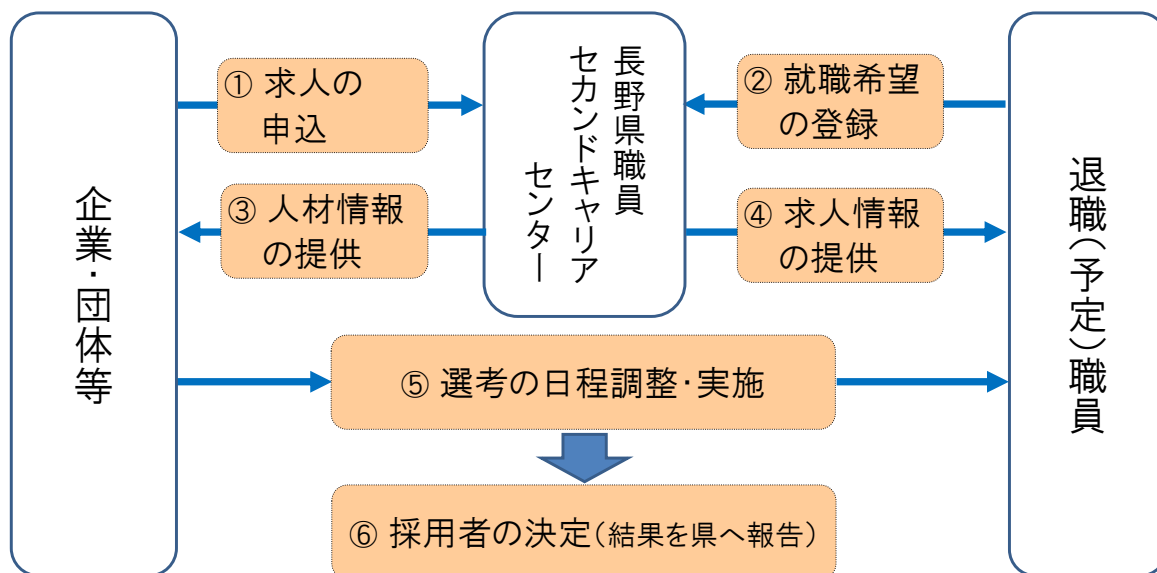 企業・団体等
① 求人の
申込
長野県職員
セカンドキャリア
センター
② 就職希望
の登録
③ 人材情報
の提供
④ 求人情報
の提供
退職(予定)職員
⑤ 選考の日程調整・実施
⑥ 採用者の決定(結果を県へ報告)